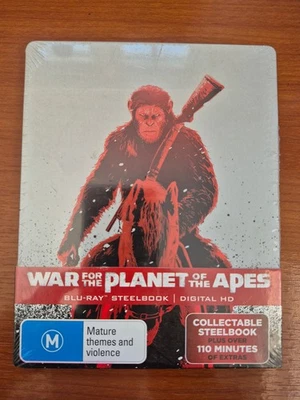 WAR FOR THE PLANET OF THE APES
BLU-RAY STEELBOOK | DIGITAL HD
M
Mature
themes and
violence
COLLECTABLE
STEELBOOK
PLUS OVER
110 MINUTES
OF EXTRAS